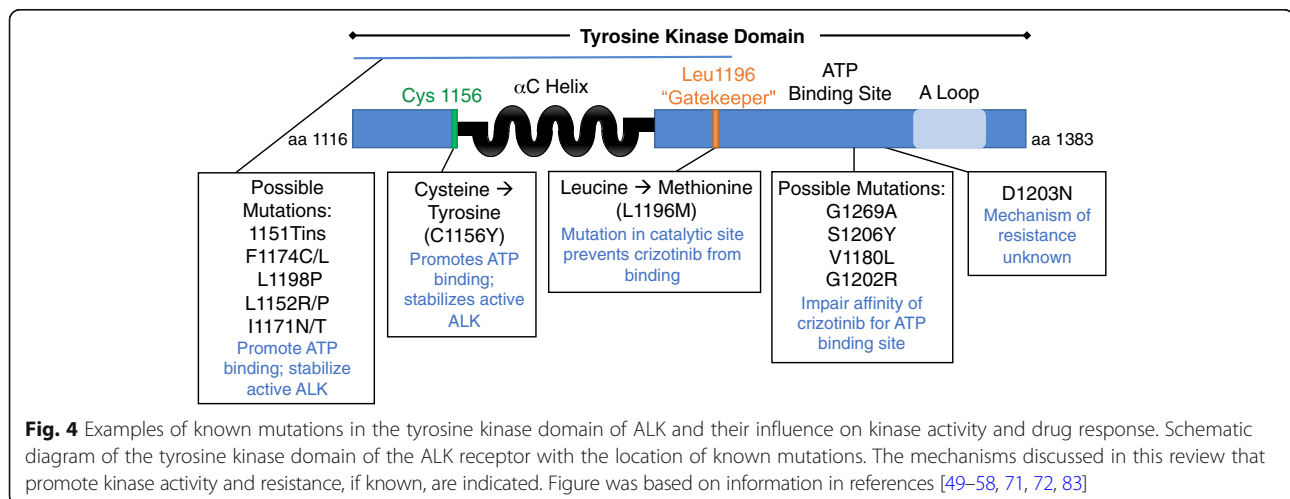 Tyrosine Kinase Domain
Cys 1156
αC Helix
Leu1196
"Gatekeeper"
ATP
Binding Site
A Loop
aa 1116
aa 1383
Possible
Mutations:
1151Tins
F1174C/L
L1198P
L1152R/P
I1171N/T
Promote ATP
binding; stabilize
active ALK
Cysteine →
Tyrosine
(C1156Y)
Promotes ATP
binding;
stabilizes active
ALK
Leucine → Methionine
(L1196M)
Mutation in catalytic site
prevents crizotinib from
binding
Possible Mutations:
G1269A
S1206Y
V1180L
G1202R
Impair affinity of
crizotinib for ATP
binding site
D1203N
Mechanism of
resistance
unknown
Fig. 4 Examples of known mutations in the tyrosine kinase domain of ALK and their influence on kinase activity and drug response. Schematic
diagram of the tyrosine kinase domain of the ALK receptor with the location of known mutations. The mechanisms discussed in this review that
promote kinase activity and resistance, if known, are indicated. Figure was based on information in references [49–58, 71, 72, 83]